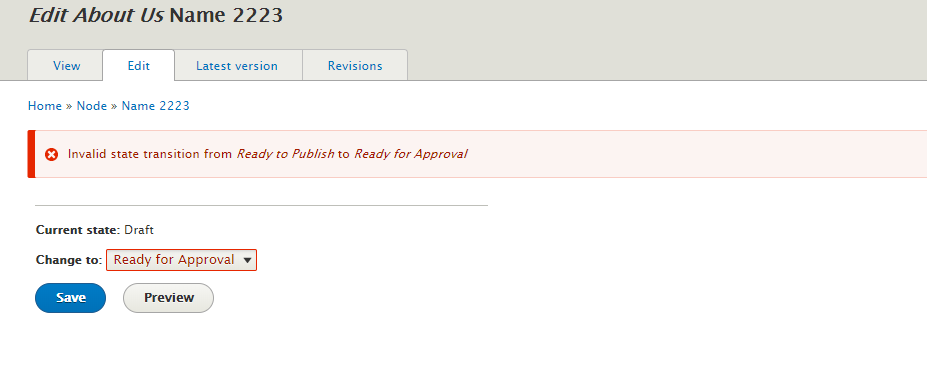 Edit About Us Name 2223
View Edit Latest version Revisions
Home » Node » Name 2223
Invalid state transition from Ready to Publish to Ready for Approval
Current state: Draft
Change to: Ready for Approval
Save Preview